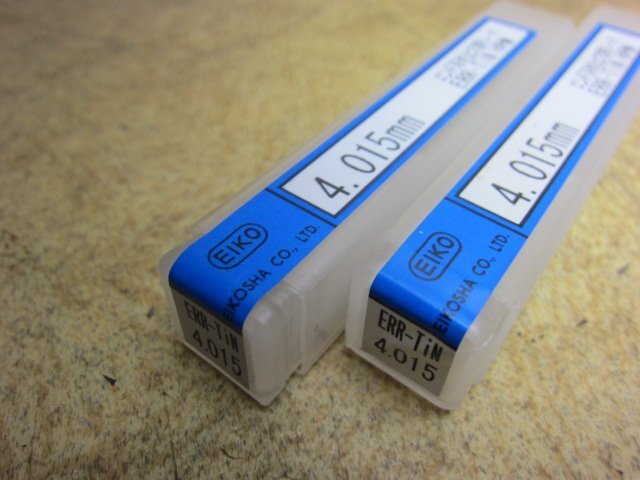 4.015mm
EIKO
EIKOSHA CO., LTD.
ERR-TiN
4.015
4.015mm
EIKO
EIKOSHA CO., LTD.
ERR-TiN
4.015